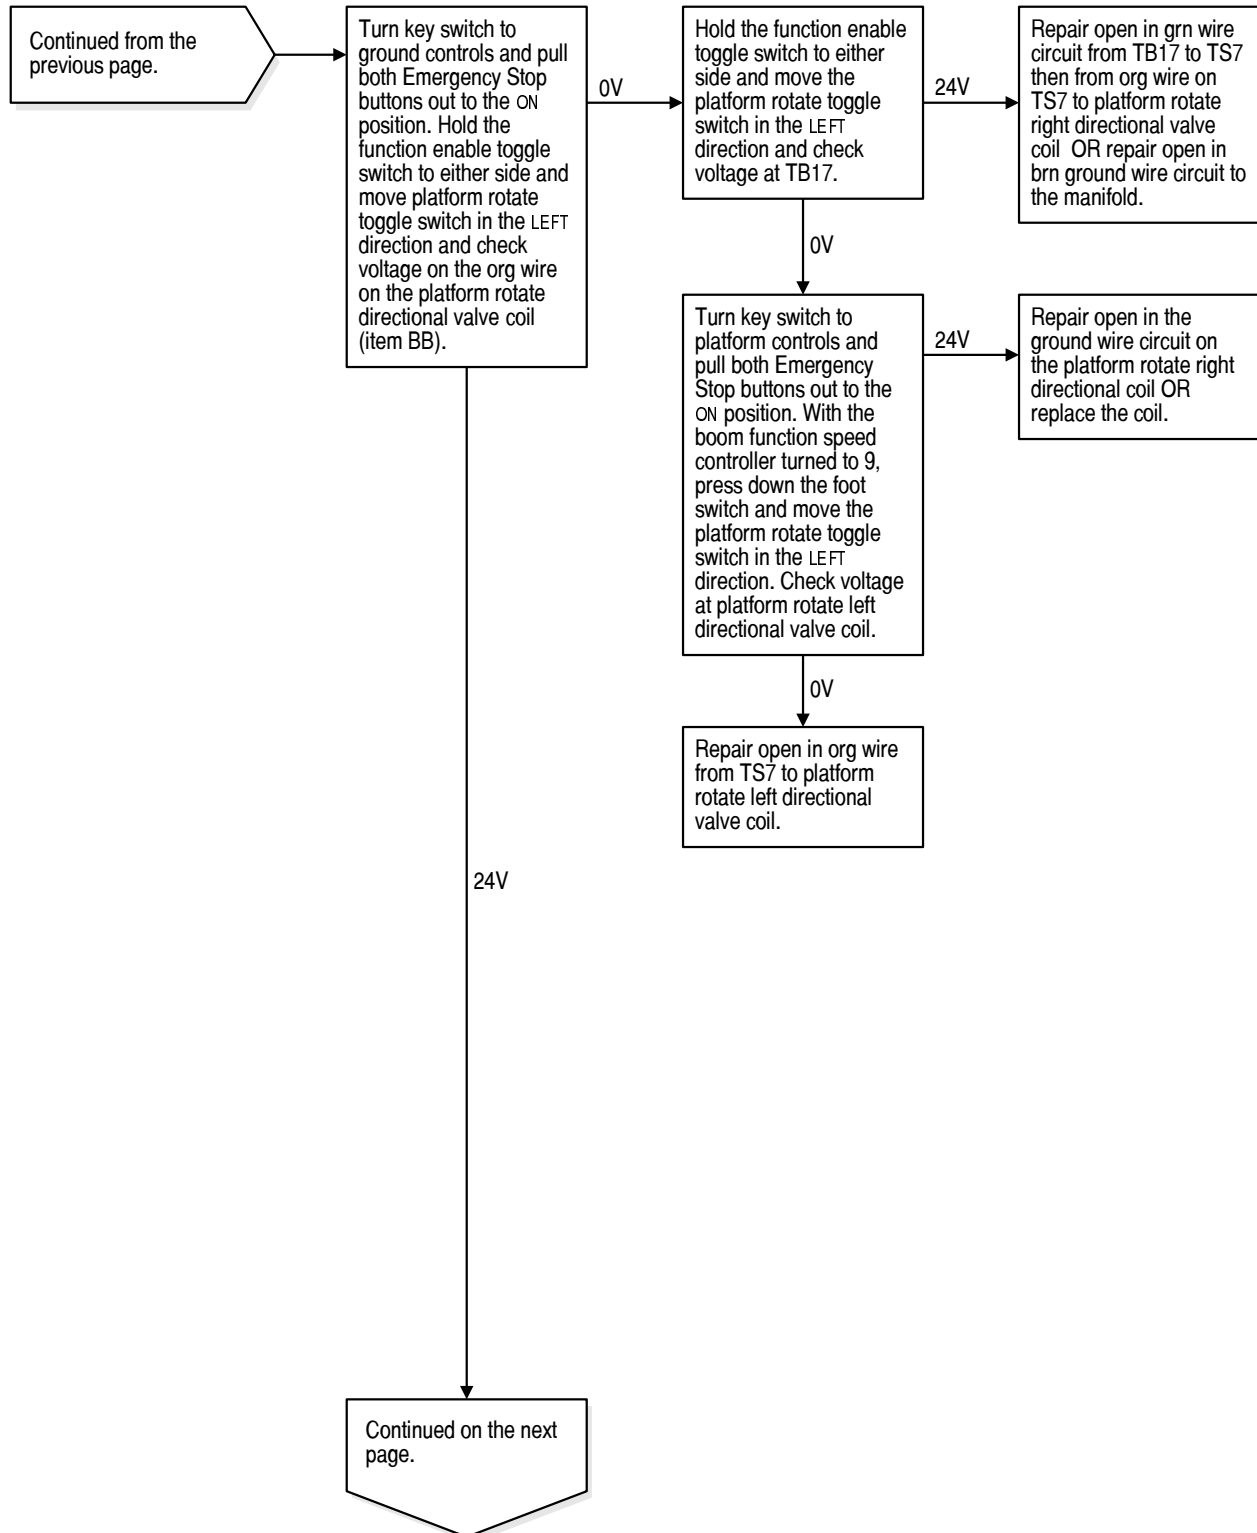 Continued from the
previous page.
Turn key switch to
ground controls and pull
both Emergency Stop
buttons out to the ON
position. Hold the
function enable toggle
switch to either side and
move platform rotate
toggle switch in the LEFT
direction and check
voltage on the org wire
on the platform rotate
directional valve coil
(item BB).
0V
Hold the function enable
toggle switch to either
side and move the
platform rotate toggle
switch in the LEFT
direction and check
voltage at TB17.
24V
Repair open in grn wire
circuit from TB17 to TS7
then from org wire on
TS7 to platform rotate
right directional valve
coil OR repair open in
brn ground wire circuit to
the manifold.
0V
Turn key switch to
platform controls and
pull both Emergency
Stop buttons out to the
ON position. With the
boom function speed
controller turned to 9,
press down the foot
switch and move the
platform rotate toggle
switch in the LEFT
direction. Check voltage
at platform rotate left
directional valve coil.
24V
Repair open in the
ground wire circuit on
the platform rotate right
directional coil OR
replace the coil.
0V
Repair open in org wire
from TS7 to platform
rotate left directional
valve coil.
24V
Continued on the next
page.